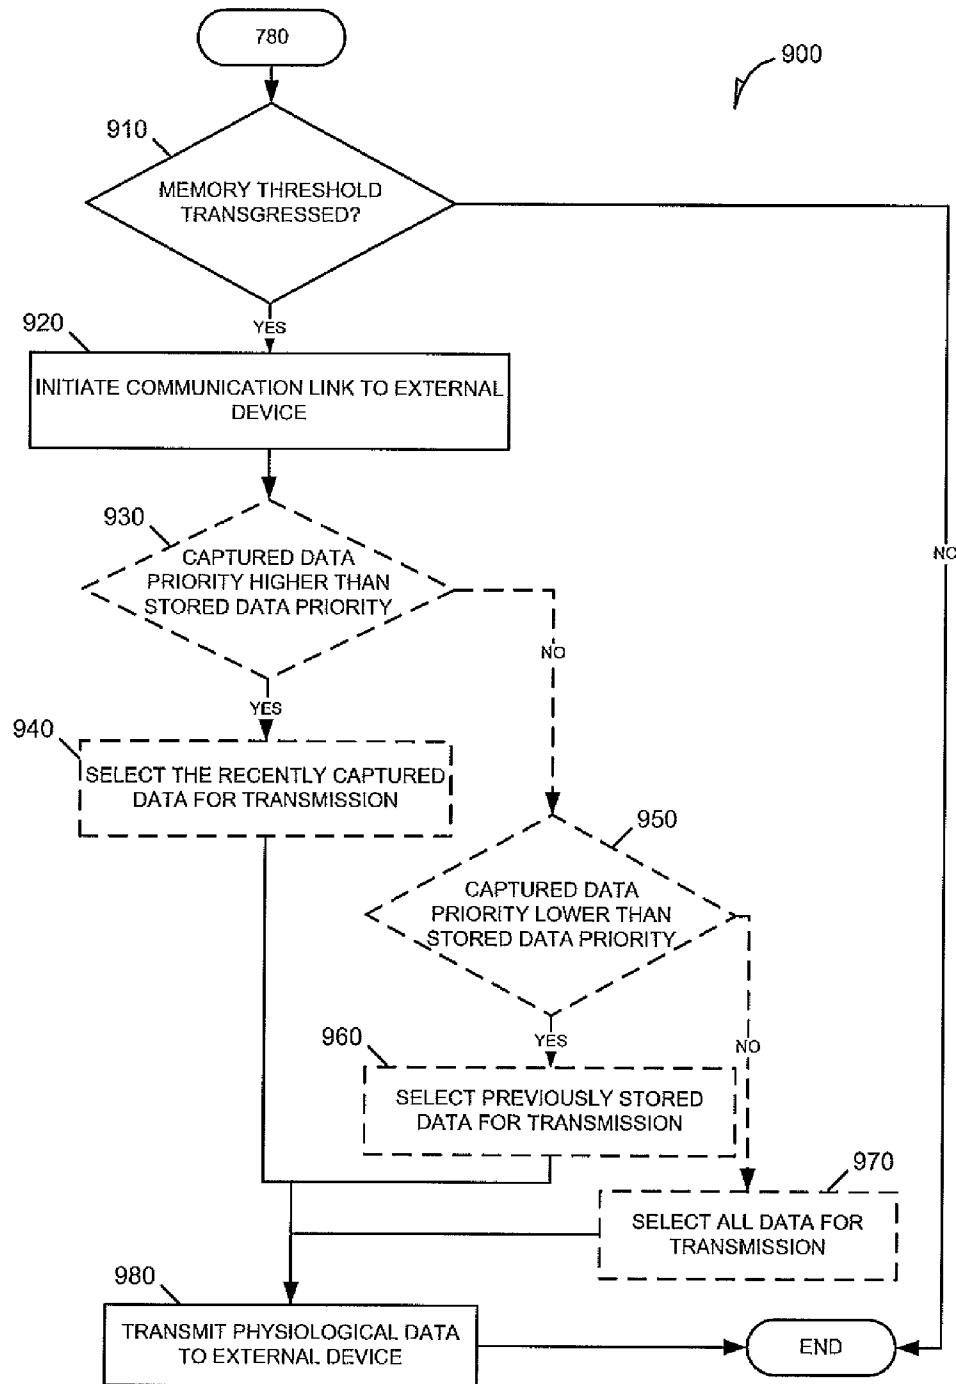 780
900
910
MEMORY THRESHOLD
TRANSGRESSED?
YES
920
INITIATE COMMUNICATION LINK TO EXTERNAL
DEVICE
930
CAPTURED DATA
PRIORITY HIGHER THAN
STORED DATA PRIORITY
NO
NO
YES
940
SELECT THE RECENTLY CAPTURED
DATA FOR TRANSMISSION
950
CAPTURED DATA
PRIORITY LOWER THAN
STORED DATA PRIORITY
YES
NO
960
SELECT PREVIOUSLY STORED
DATA FOR TRANSMISSION
970
SELECT ALL DATA FOR
TRANSMISSION
980
TRANSMIT PHYSIOLOGICAL DATA
TO EXTERNAL DEVICE
END